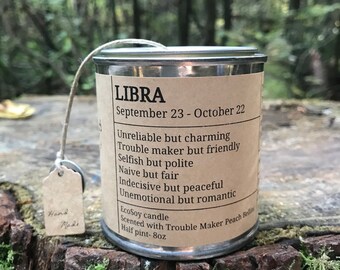 LIBRA
September 23 - October 22
Unreliable but charming
Trouble maker but friendly
Selfish but polite
Naive but fair
Indecisive but peaceful
Unemotional but romantic
EcoSoy candle
Scented with Trouble Maker Peach
Half pint- 8oz
Hand
Made